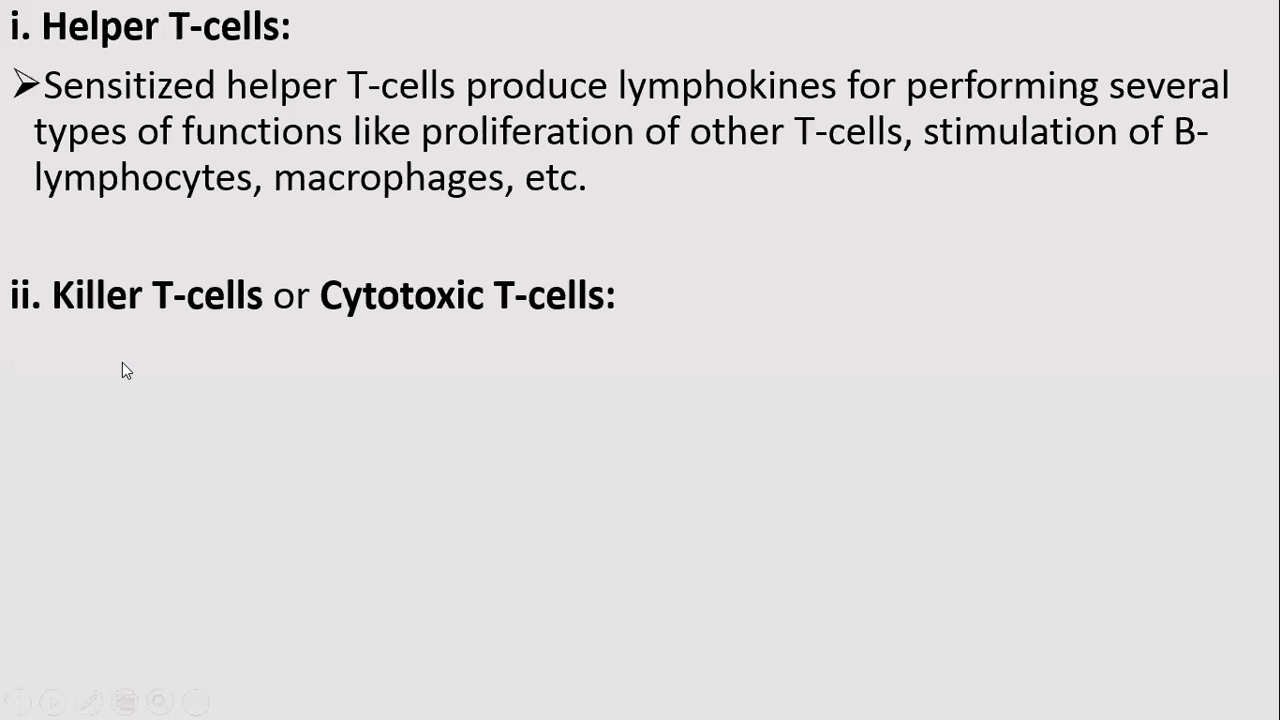 i. Helper T-cells:
➢Sensitized helper T-cells produce lymphokines for performing several
types of functions like proliferation of other T-cells, stimulation of B-
lymphocytes, macrophages, etc.
ii. Killer T-cells or Cytotoxic T-cells: